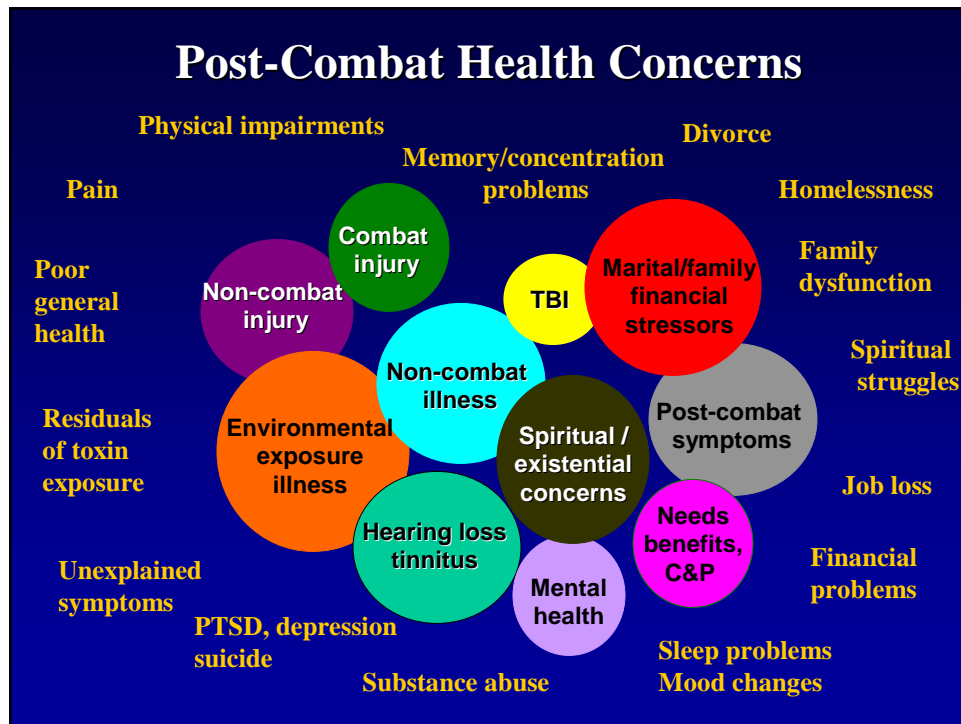 Post-Combat Health Concerns
Physical impairments
Divorce
Memory/concentration
problems
Pain
Homelessness
Combat
injury
Non-combat
injury
TBI
Marital/family
financial
stressors
Family
dysfunction
Poor
general
health
Non-combat
illness
Spiritual
struggles
Post-combat
symptoms
Residuals
of toxin
exposure
Environmental
exposure
illness
Spiritual /
existential
concerns
Job loss
Hearing loss
tinnitus
Needs
benefits,
C&P
Financial
problems
Unexplained
symptoms
Mental
health
PTSD, depression
suicide
Substance abuse
Sleep problems
Mood changes